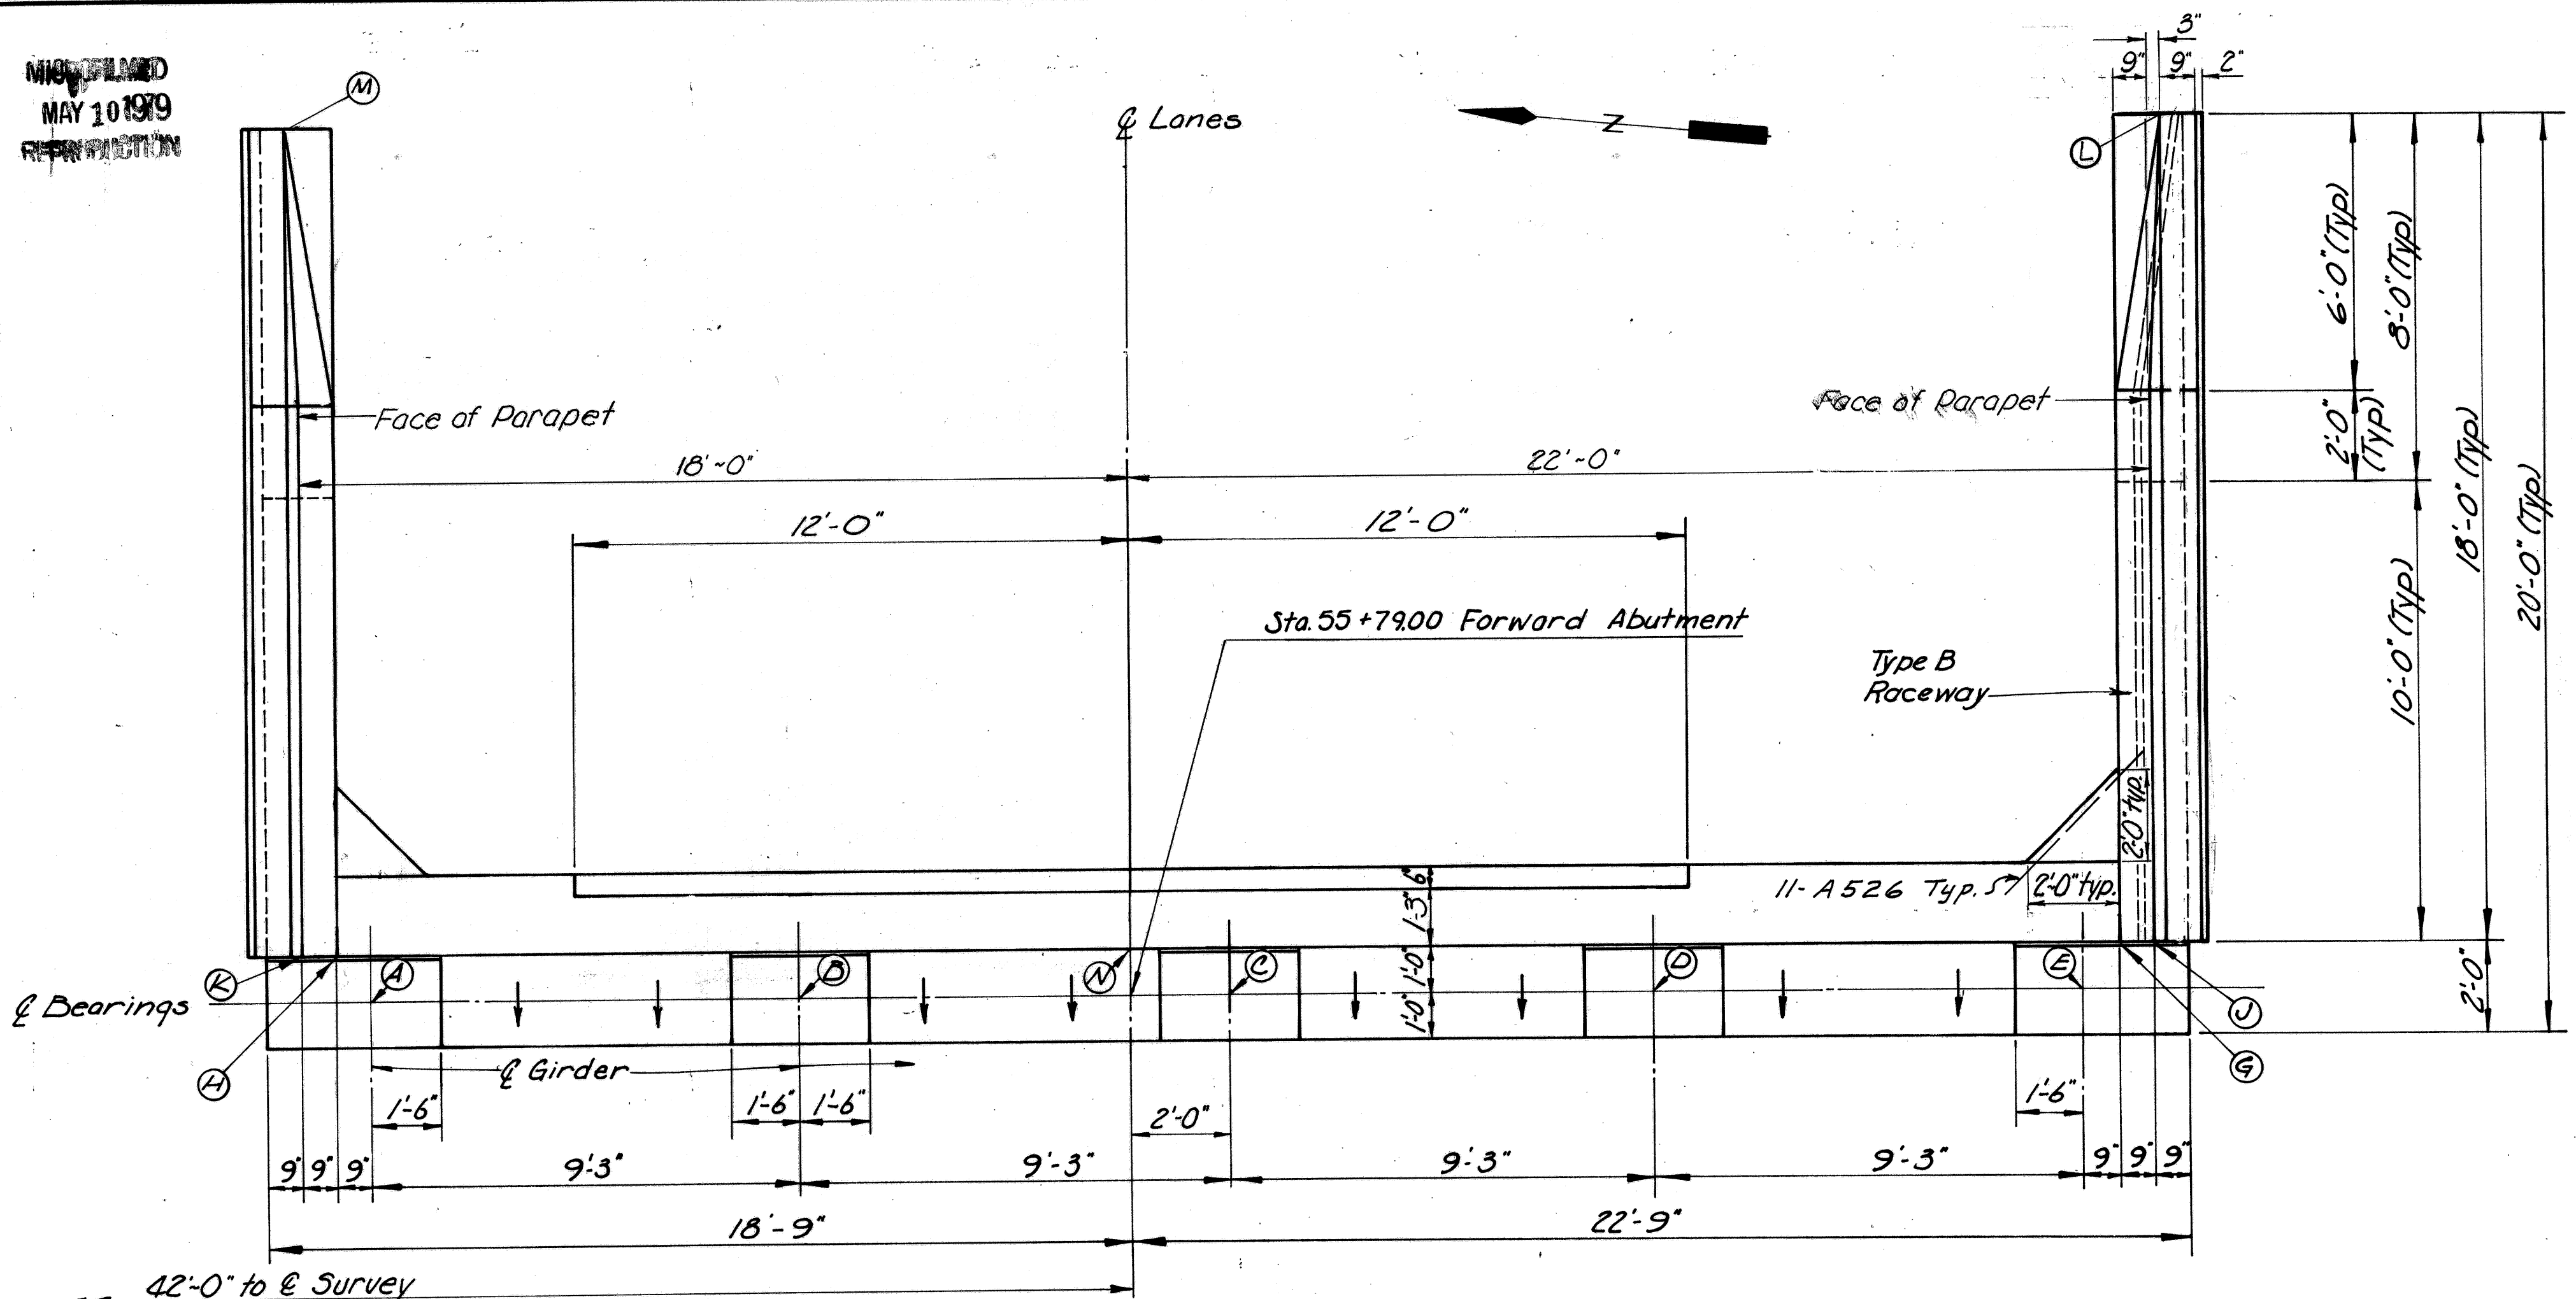 MICROFILMED
MAY 10 1979
M
℄ Lanes
N
3"
9" 9" 2"
L
Face of Parapet
Face of Parapet
6'-0" (Typ)
8'-0" (Typ)
2'-0"
(Typ)
18'-0" (Typ)
20'-0" (Typ)
10'-0" (Typ)
2'-0"
18'~0"
22'~0"
12'-0"
12'-0"
Sta. 55 +79.00 Forward Abutment
Type B
Raceway
2'-0" typ.
11- A526 Typ.
2'-0" typ.
6"
1'-3"
1'-0"
1'-0"
K
A
B
N
C
D
E
J
℄ Bearings
H
G
℄ Girder
1'-6"
1'-6" 1'-6"
2'-0"
1'-6"
9" 9" 9"
9'-3"
9'-3"
9'-3"
9'-3"
9" 9" 9"
18'-9"
22'-9"
42'-0" to ℄ Survey